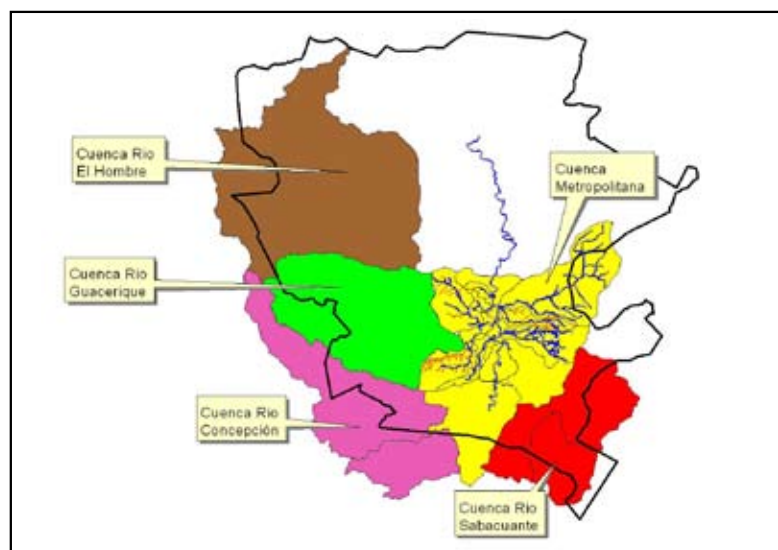 Cuenca Rio
El Hombre
Cuenca
Metropolitana
Cuenca Rio
Guacerique
Cuenca Rio
Concepción
Cuenca Rio
Sabacuante